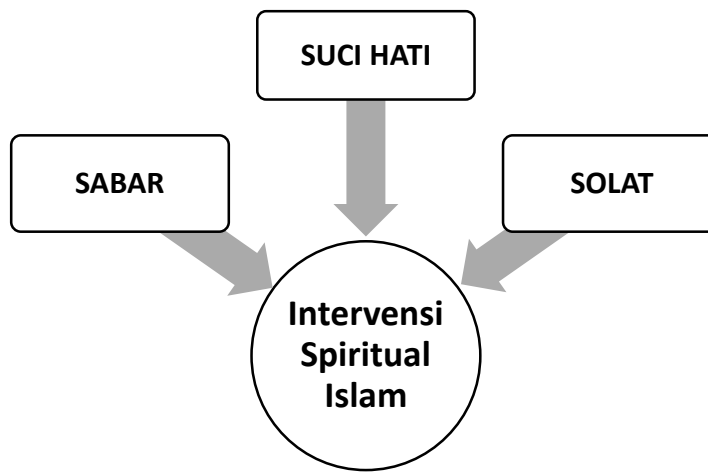 SUCI HATI
SABAR
SOLAT
Intervensi
Spiritual
Islam